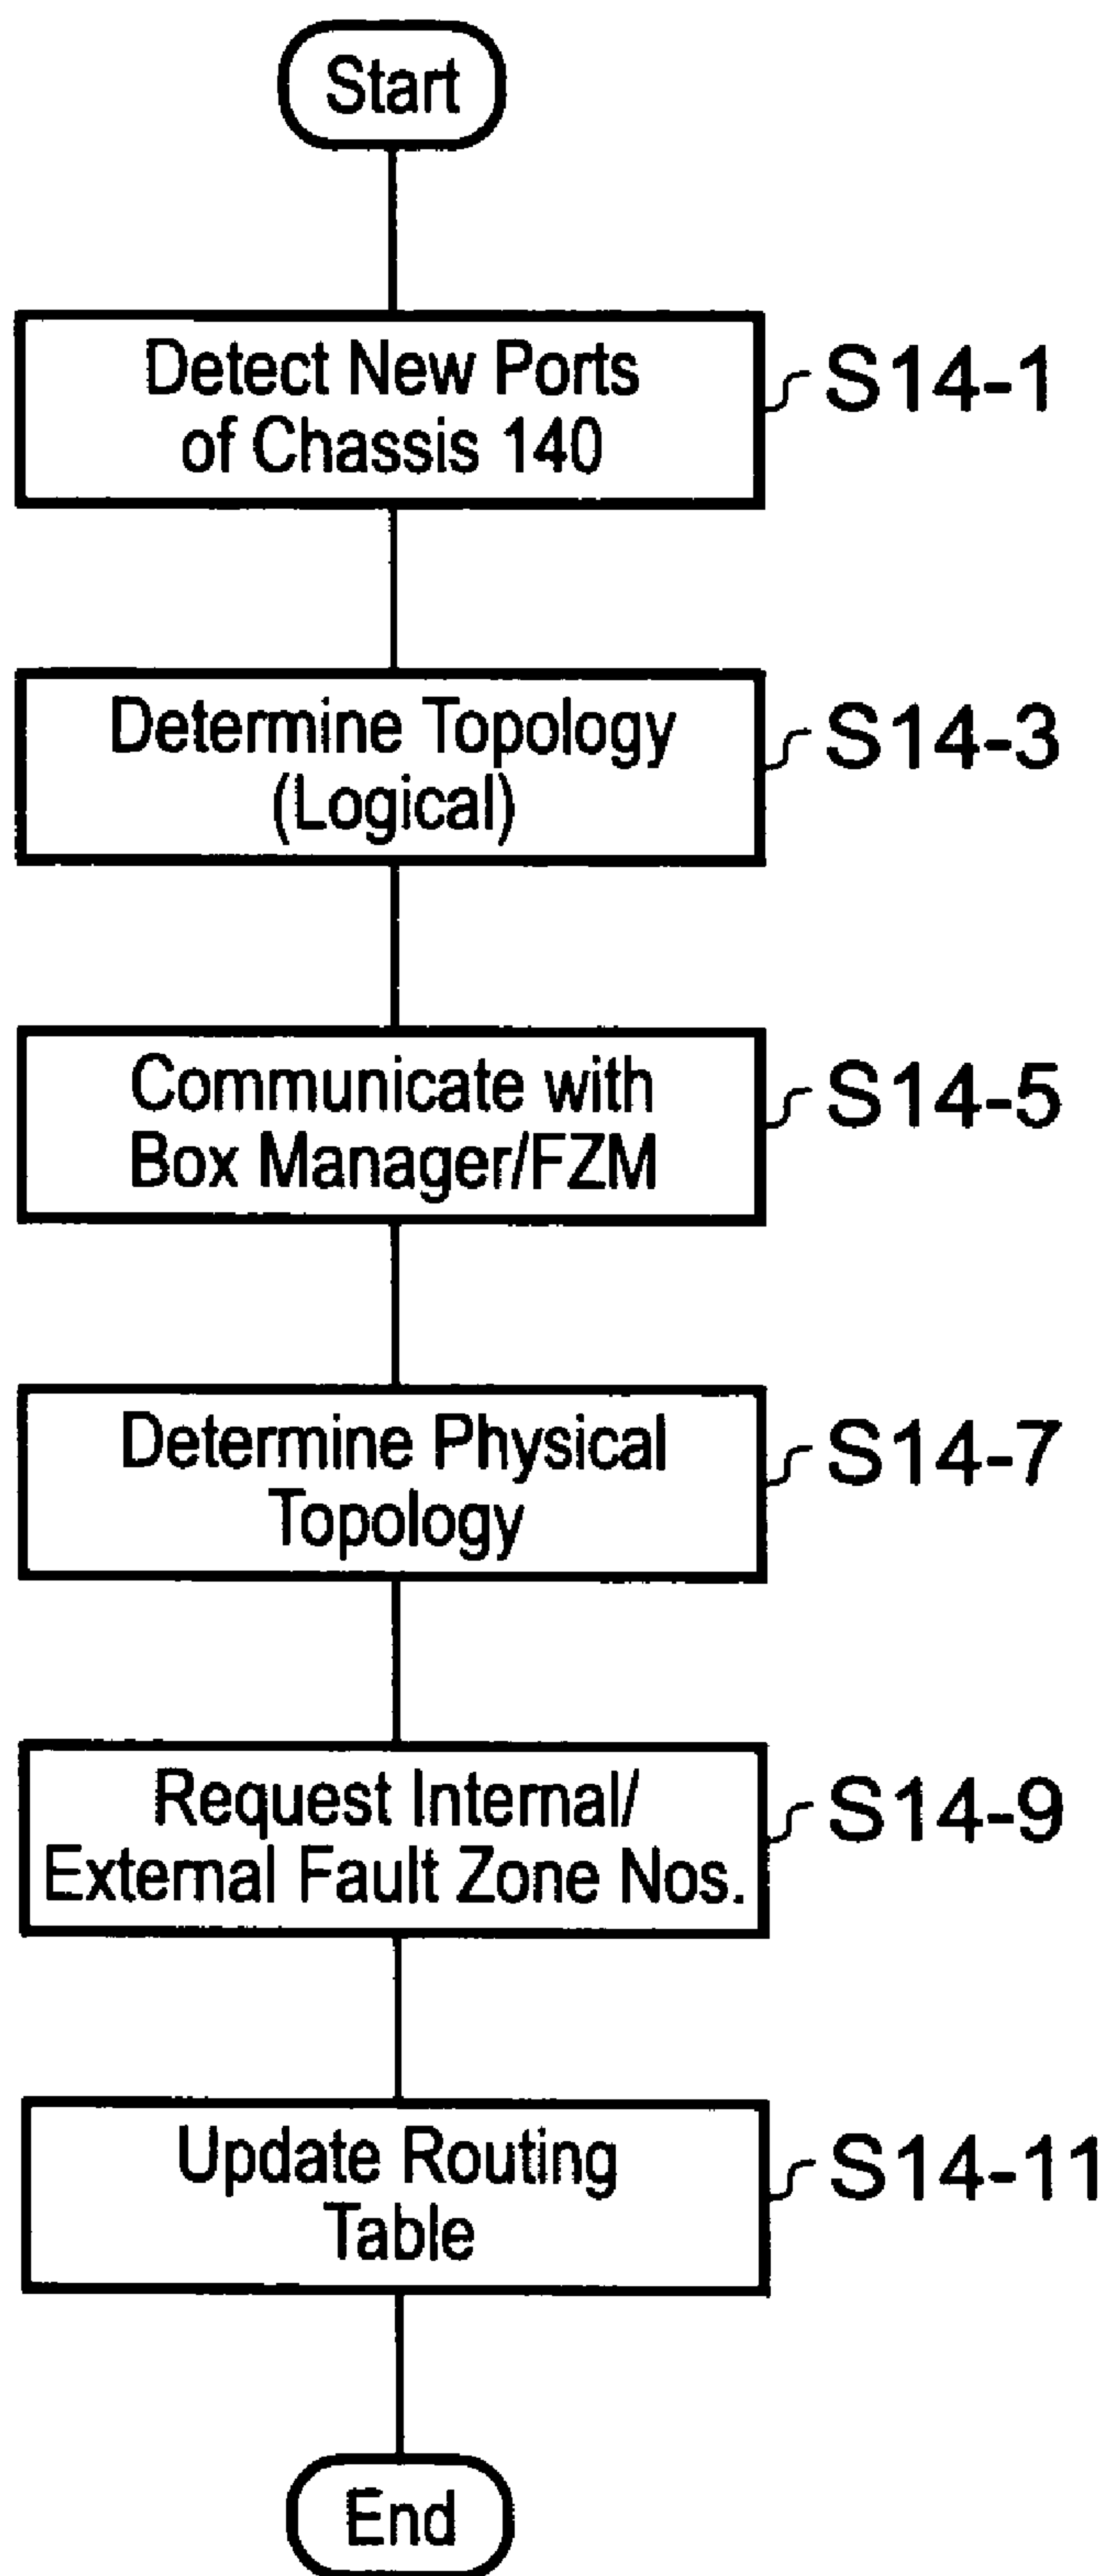 Start
Detect New Ports
of Chassis 140
S14-1
Determine Topology
(Logical)
S14-3
Communicate with
Box Manager/FZM
S14-5
Determine Physical
Topology
S14-7
Request Internal/
External Fault Zone Nos.
S14-9
Update Routing
Table
S14-11
End